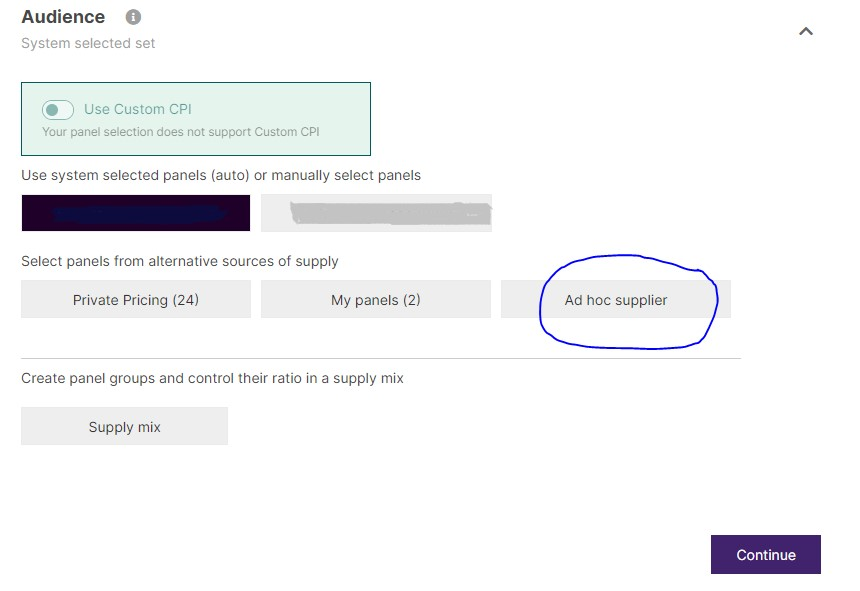 Audience
System selected set
Use Custom CPI
Your panel selection does not support Custom CPI
Use system selected panels (auto) or manually select panels
Select panels from alternative sources of supply
Private Pricing (24)
My panels (2)
Ad hoc supplier
Create panel groups and control their ratio in a supply mix
Supply mix
Continue